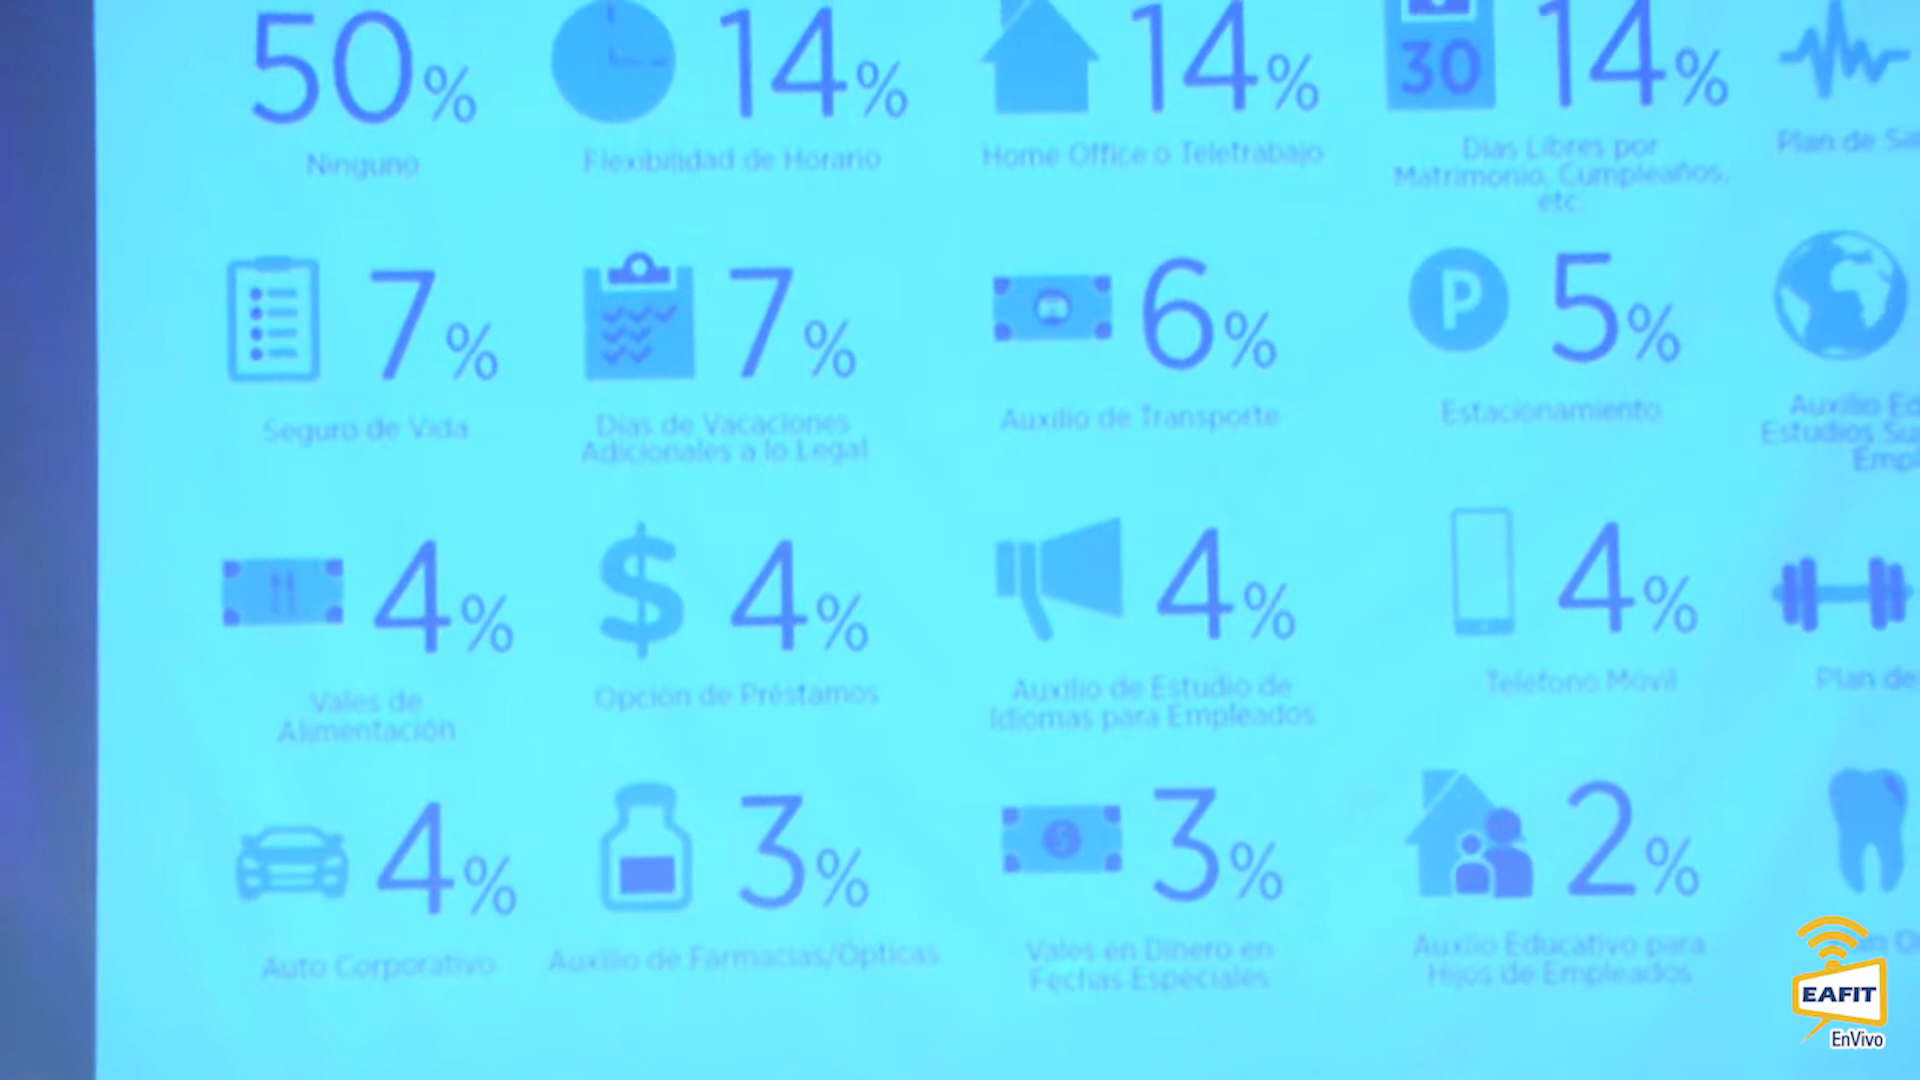 50%
14%
14%
30
14%
Ninguno
Flexibilidad de Horario
Home Office o Teletrabajo
Días Libres por
Matrimonio, Cumpleaños,
etc.
Plan de
7%
7%
6%
P
5%
Seguro de Vida
Días de Vacaciones
Adicionales a lo Legal
Auxilio de Transporte
Estacionamiento
Auxilio
Estudios
4%
$
4%
4%
4%
Vales de
Alimentación
Opción de Préstamos
Auxilio de Estudio de
Idiomas para Empleados
Teléfono Móvil
Plan de
4%
3%
$
3%
2%
Auto Corporativo
Auxilio de Farmacias/Ópticas
Vales en Dinero en
Fechas Especiales
Auxlio Educativo para
Hijos de Empleados
EAFIT
EnVivo